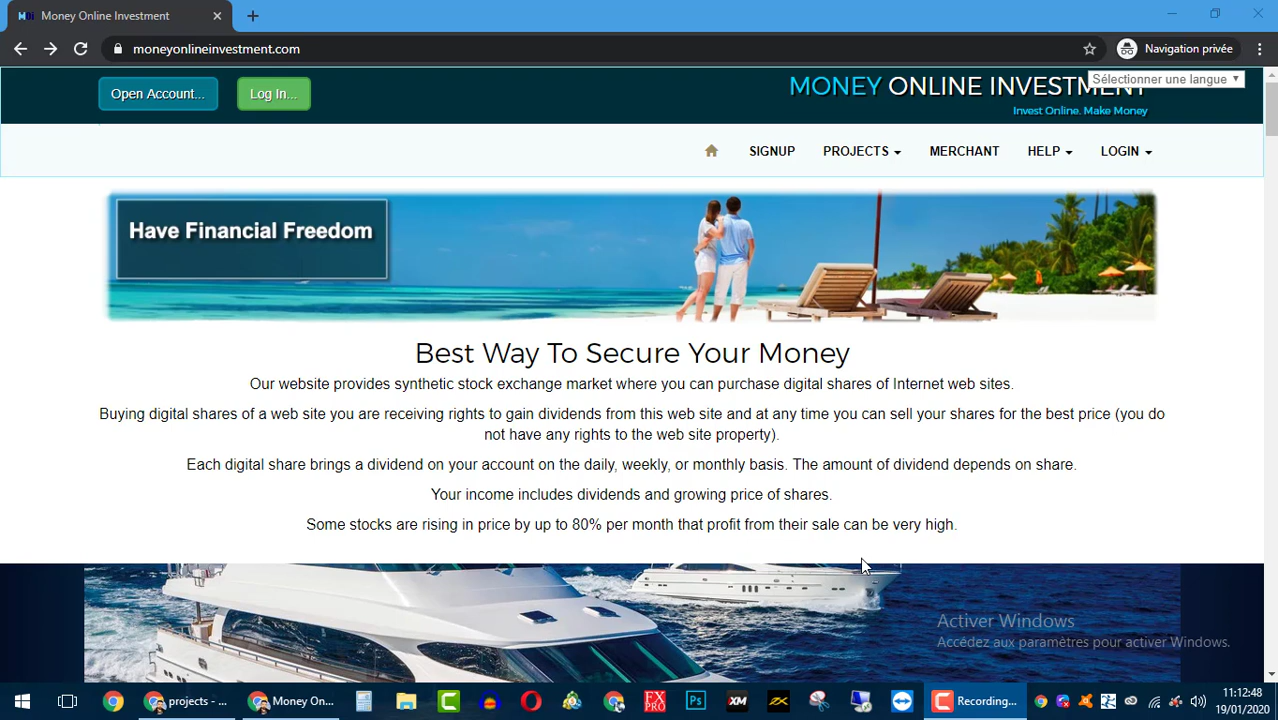 Money Online Investment
moneyonlineinvestment.com
Navigation privée
Open Account...
Log In...
MONEY ONLINE INVESTMENT
Sélectionner une langue
Invest Online. Make Money
SIGNUP
PROJECTS
MERCHANT
HELP
LOGIN
Have Financial Freedom
Best Way To Secure Your Money
Our website provides synthetic stock exchange market where you can purchase digital shares of Internet web sites.
Buying digital shares of a web site you are receiving rights to gain dividends from this web site and at any time you can sell your shares for the best price (you do
not have any rights to the web site property).
Each digital share brings a dividend on your account on the daily, weekly, or monthly basis. The amount of dividend depends on share.
Your income includes dividends and growing price of shares.
Some stocks are rising in price by up to 80% per month that profit from their sale can be very high.
Activer Windows
Accédez aux paramètres pour activer Windows.
projects - ...
Money On...
FX
PRO
Ps
XM
Recording...
11:12:48
19/01/2020